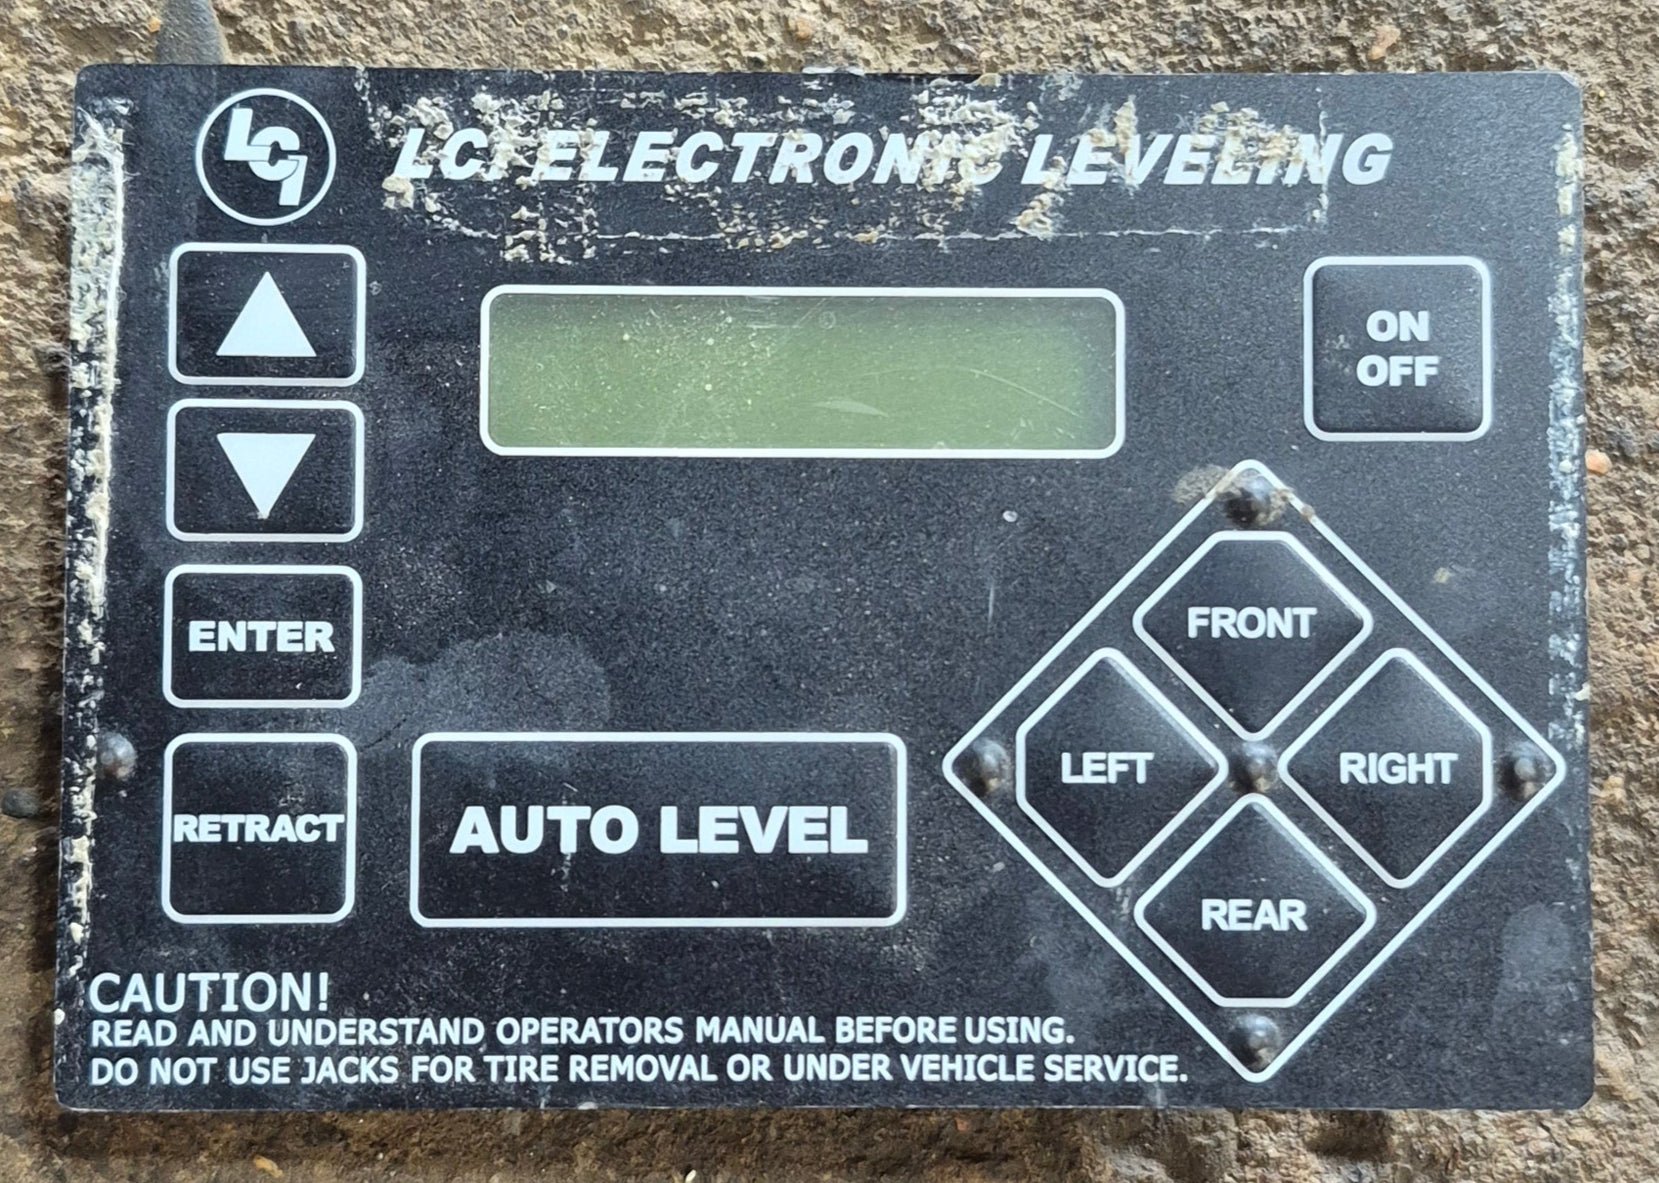 LCI
LCI ELECTRONIC LEVELING
ON
OFF
ENTER
RETRACT
AUTO LEVEL
FRONT
LEFT
RIGHT
REAR
CAUTION!
READ AND UNDERSTAND OPERATORS MANUAL BEFORE USING.
DO NOT USE JACKS FOR TIRE REMOVAL OR UNDER VEHICLE SERVICE.